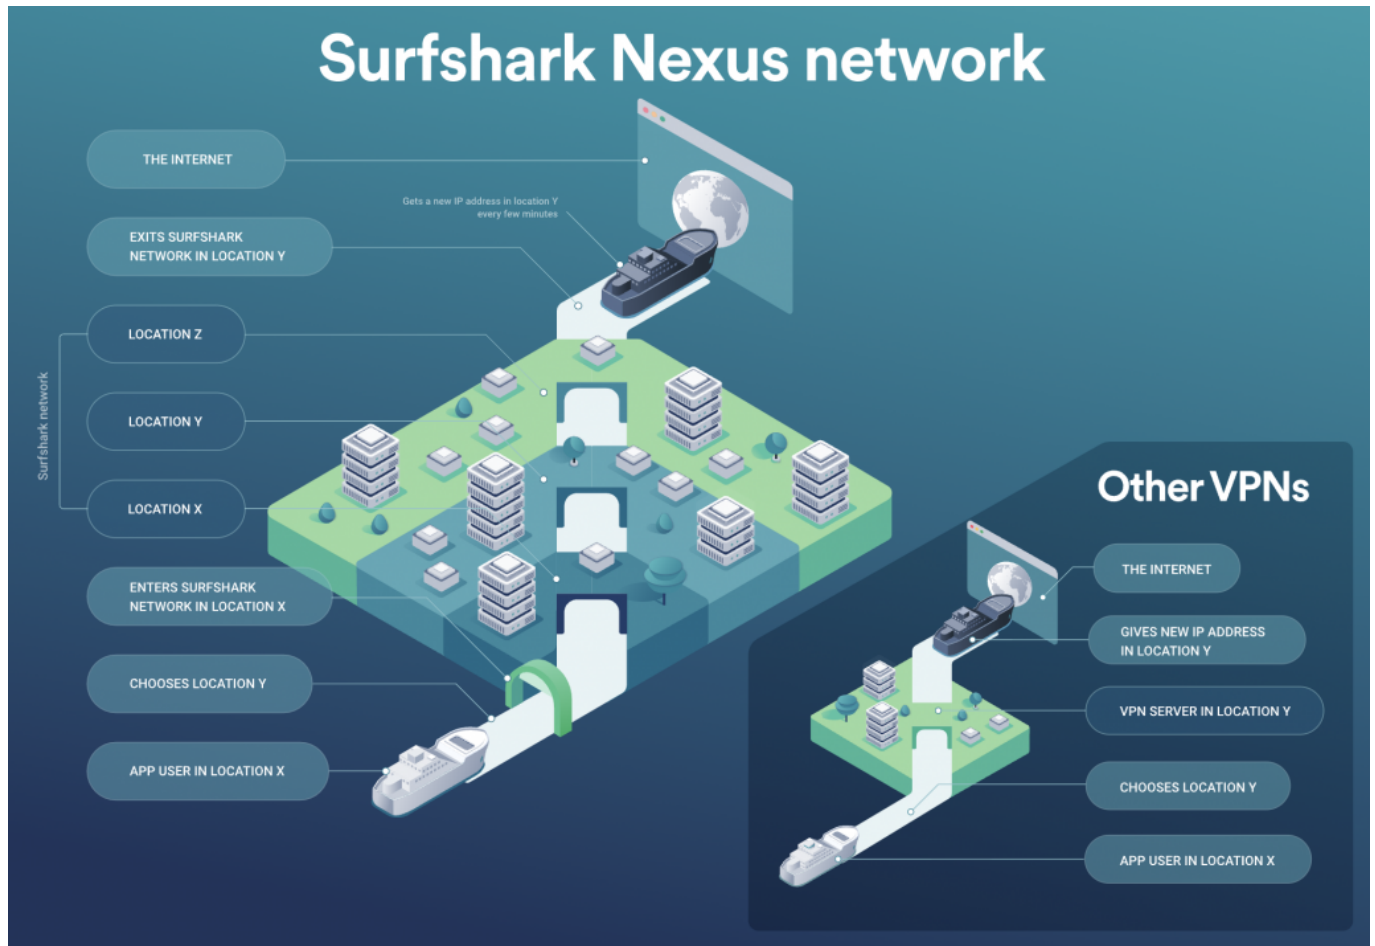 Surfshark Nexus network
THE INTERNET
Gets a new IP address in location Y
every few minutes
EXITS SURFSHARK
NETWORK IN LOCATION Y
LOCATION Z
LOCATION Y
LOCATION X
Surfshark network
ENTERS SURFSHARK
NETWORK IN LOCATION X
CHOOSES LOCATION Y
APP USER IN LOCATION X
Other VPNs
THE INTERNET
GIVES NEW IP ADDRESS
IN LOCATION Y
VPN SERVER IN LOCATION Y
CHOOSES LOCATION Y
APP USER IN LOCATION X